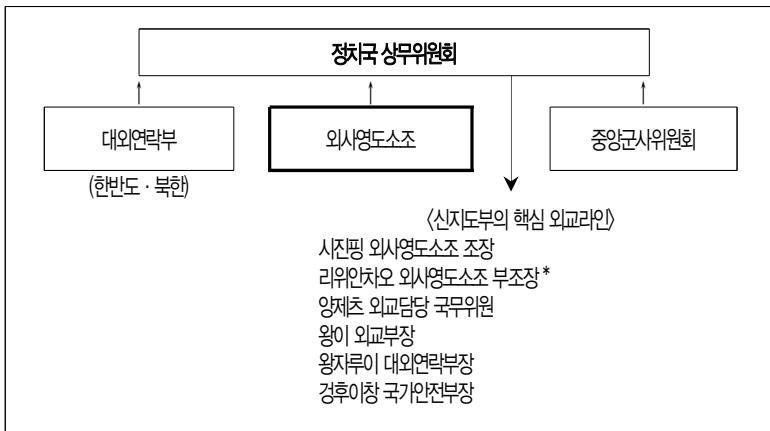 정치국 상무위원회
대외연락부 외사영도소조 중앙군사위원회
(한반도 · 북한)
〈신지도부의 핵심 외교라인〉
시진핑 외사영도소조 조장
리위안차오 외사영도소조 부조장*
양제츠 외교담당 국무위원
왕이 외교부장
왕자루이 대외연락부장
겅후이창 국가안전부장